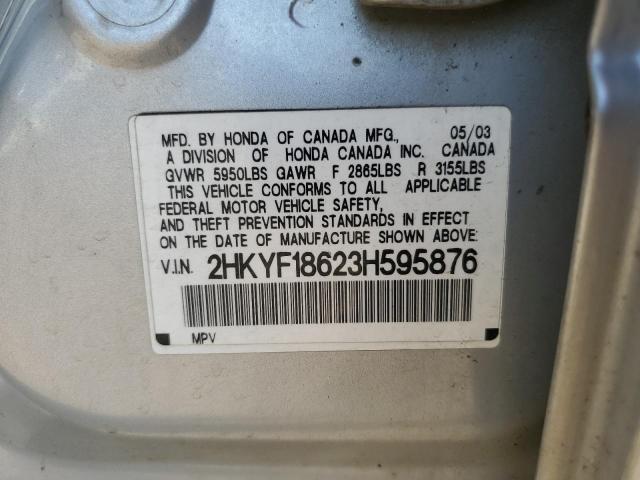 MFD. BY HONDA OF CANADA MFG., 05/03
A DIVISION OF HONDA CANADA INC. CANADA
GVWR 5950LBS GAWR F 2865LBS R 3155LBS
THIS VEHICLE CONFORMS TO ALL APPLICABLE
FEDERAL MOTOR VEHICLE SAFETY,
AND THEFT PREVENTION STANDARDS IN EFFECT
ON THE DATE OF MANUFACTURE SHOWN ABOVE:
V.I.N. 2HKYF18623H595876
MPV